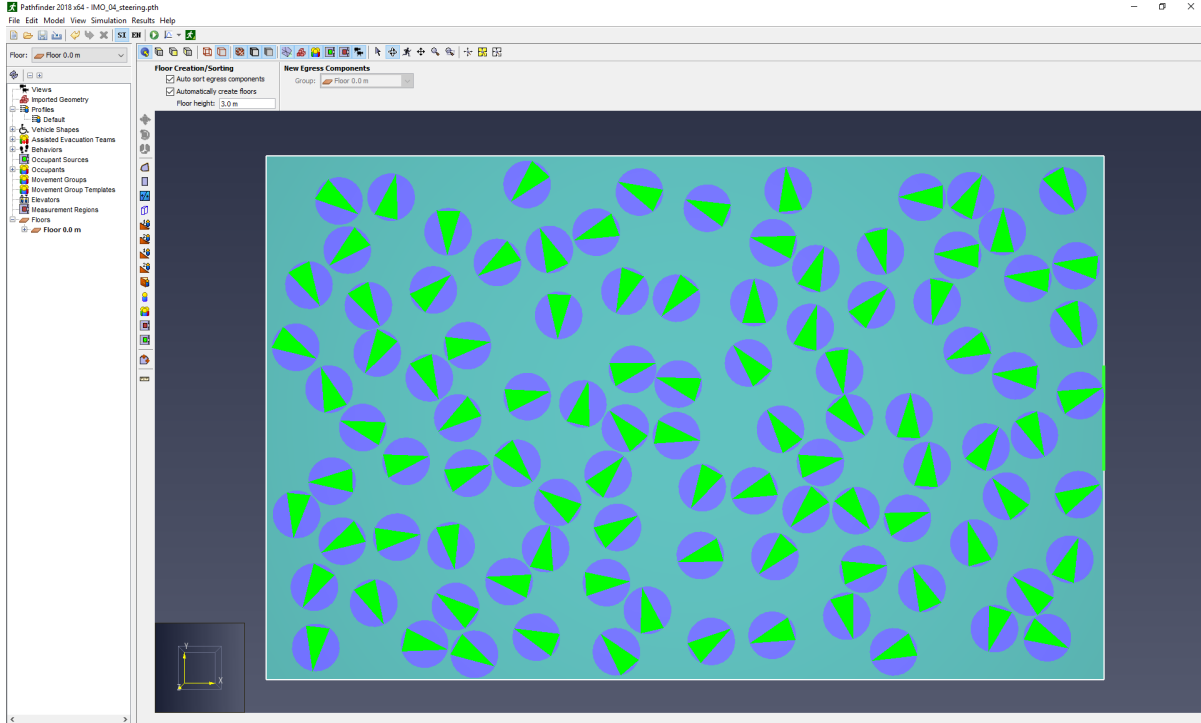 Pathfinder 2018 x64 - IMO_04_steering.pth
File Edit Model View Simulation Results Help
SI EN
Floor: Floor 0.0 m
Floor Creation/Sorting
Auto sort egress components
Automatically create floors
Floor height: 3.0 m
New Egress Components
Group: Floor 0.0 m
Views
Imported Geometry
Profiles
Default
Vehicle Shapes
Assisted Evacuation Teams
Behaviors
Occupant Sources
Occupants
Movement Groups
Movement Group Templates
Elevators
Measurement Regions
Floors
Floor 0.0 m
Y
X
Z